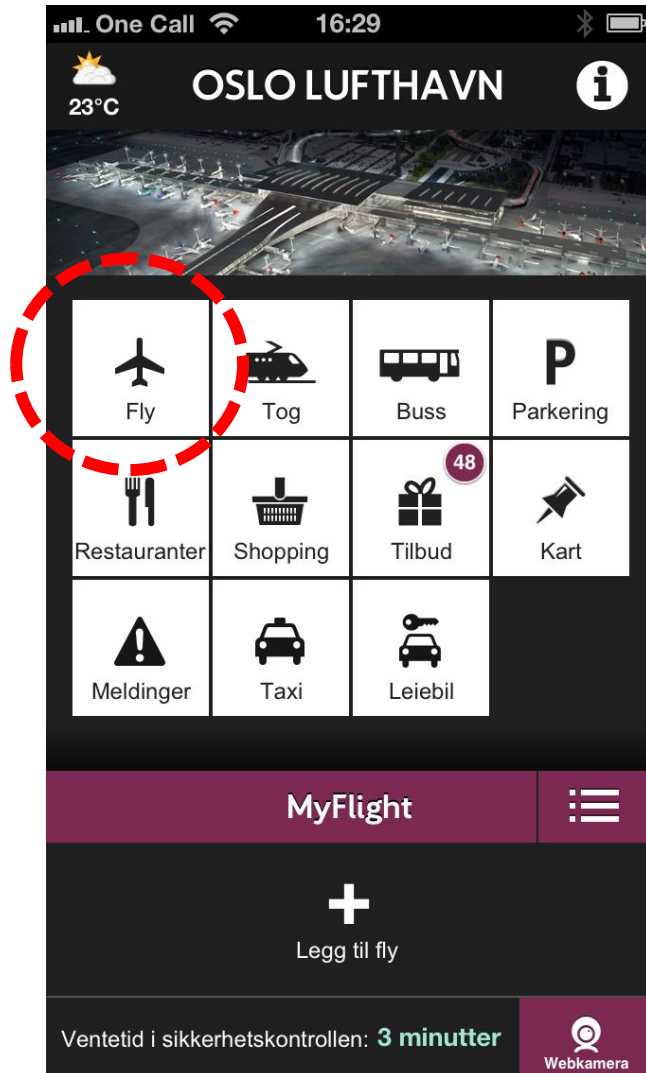 One Call 16:29
23°C
OSLO LUFTHAVN
i
Fly
Tog
Buss
P
Parkering
Restauranter
Shopping
48
Tilbud
Kart
Meldinger
Taxi
Leiebil
MyFlight
Legg til fly
Ventetid i sikkerhetskontrollen: 3 minutter
Webkamera